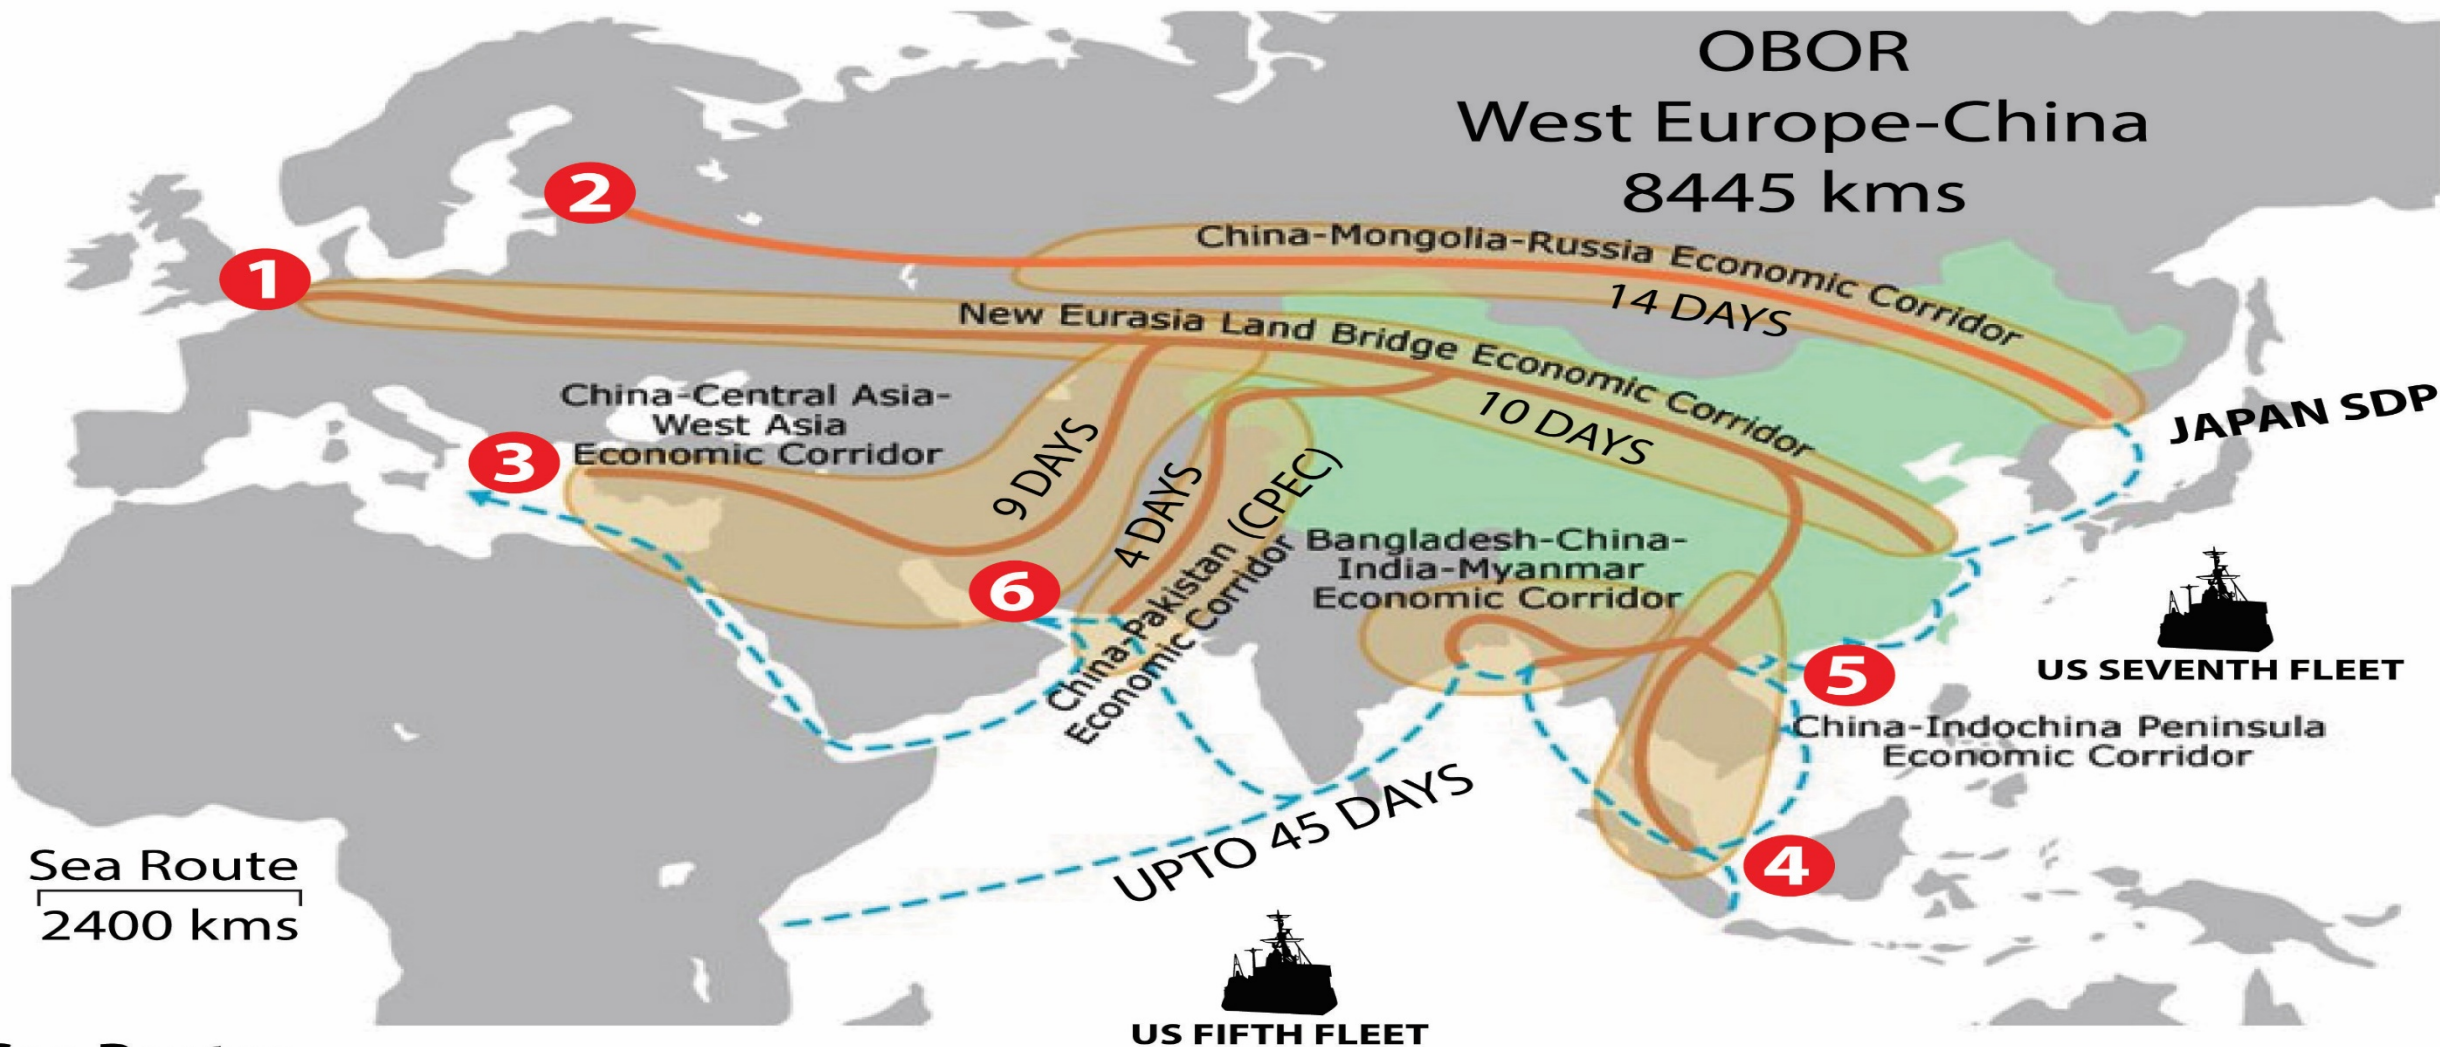 OBOR
West Europe-China
8445 kms
2
China-Mongolia-Russia Economic Corridor
14 DAYS
1
New Eurasia Land Bridge Economic Corridor
10 DAYS
JAPAN SDP
China-Central Asia-
West Asia
Economic Corridor
3
9 DAYS
4 DAYS
China-Pakistan (CPEC)
Economic Corridor
6
Bangladesh-China-
India-Myanmar
Economic Corridor
US SEVENTH FLEET
5
China-Indochina Peninsula
Economic Corridor
UPTO 45 DAYS
4
Sea Route
2400 kms
US FIFTH FLEET